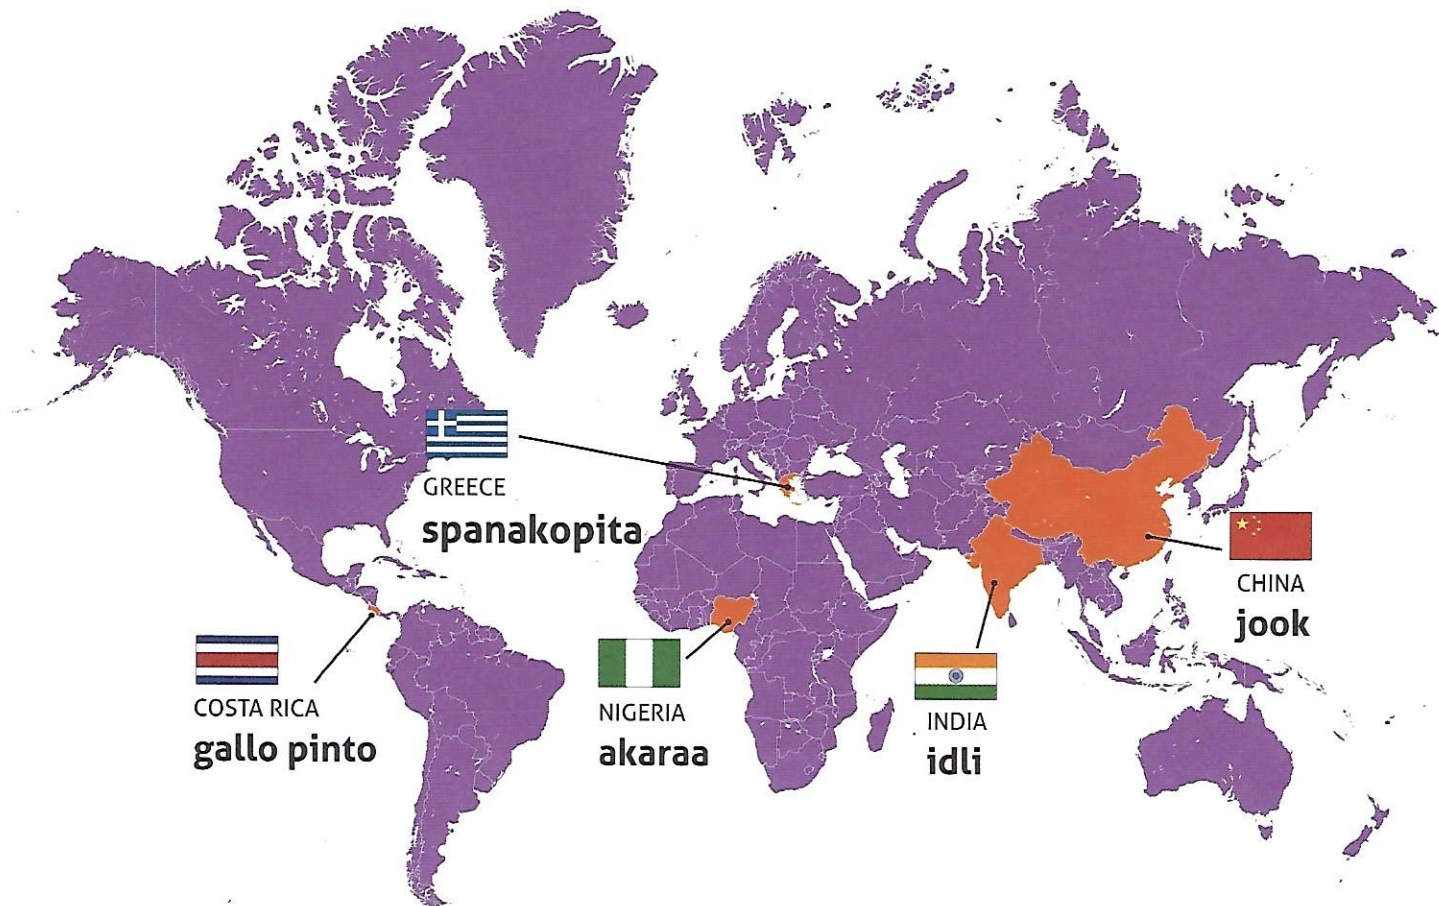 GREECE
spanakopita
COSTA RICA
gallo pinto
NIGERIA
akaraa
INDIA
idli
CHINA
jook